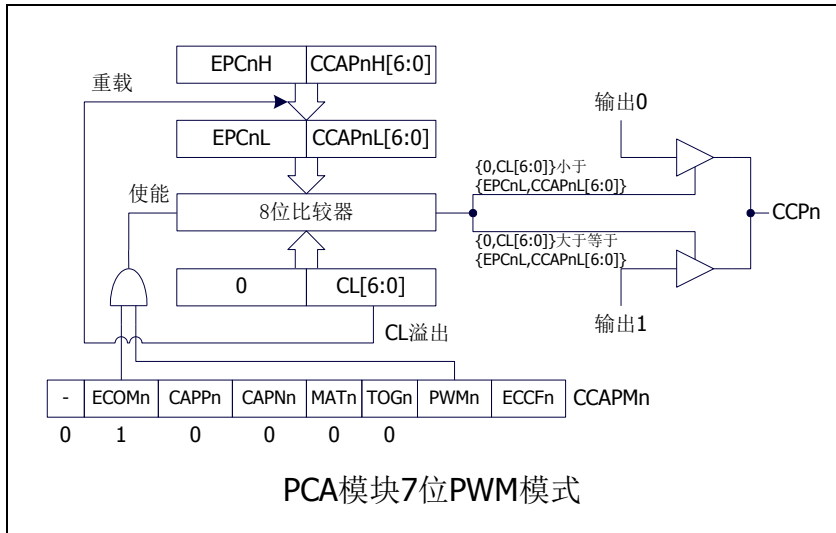 EPCnH CCAPnH[6:0]
重载
输出0
EPCnL CCAPnL[6:0]
{0,CL[6:0]}小于
{EPCnL,CCAPnL[6:0]}
使能
8位比较器
CCPn
{0,CL[6:0]}大于等于
{EPCnL,CCAPnL[6:0]}
0 CL[6:0]
输出1
CL溢出
- ECOMn CAPPn CAPNn MATn TOGn PWMn ECCFn CCAPMn
0 1 0 0 0 0
PCA模块7位PWM模式